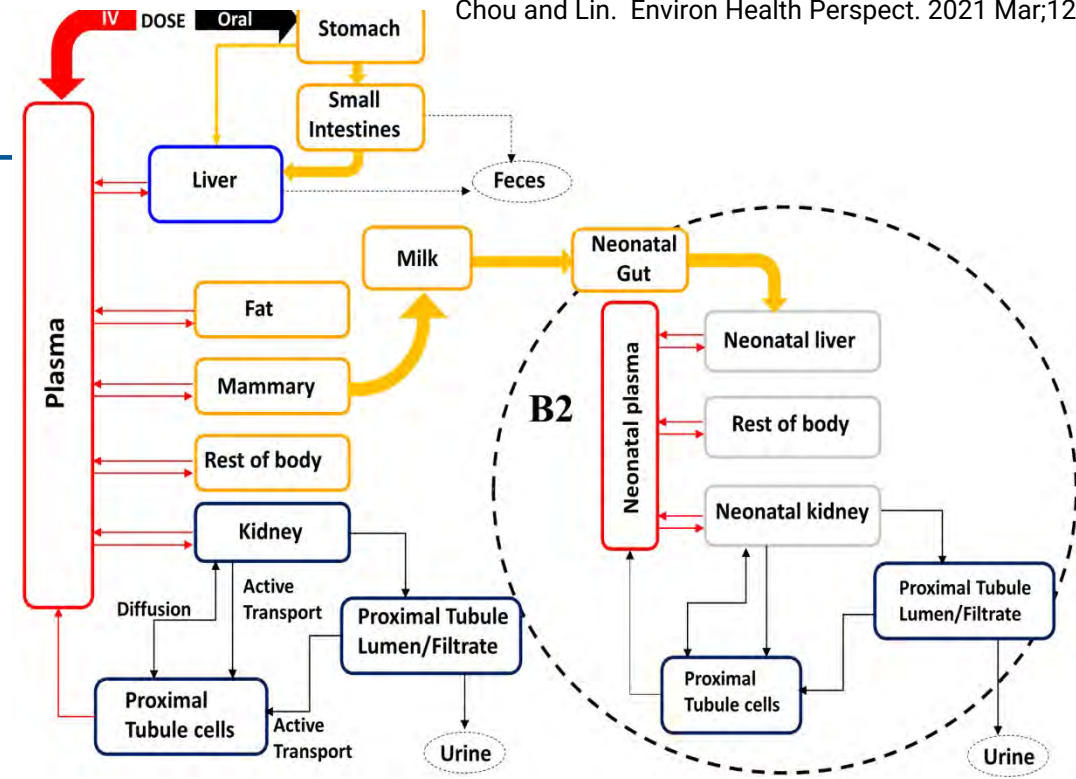 Chou and Lin. Environ Health Perspect. 2021 Mar;12
IV
DOSE
Oral
Stomach
Small
Intestines
Liver
Feces
Plasma
Milk
Neonatal
Gut
Fat
Mammary
Rest of body
Kidney
Diffusion
Active
Transport
Proximal Tubule
Lumen/Filtrate
Proximal
Tubule cells
Active
Transport
Urine
B2
Neonatal plasma
Neonatal liver
Rest of body
Neonatal kidney
Proximal Tubule
Lumen/Filtrate
Proximal
Tubule cells
Urine